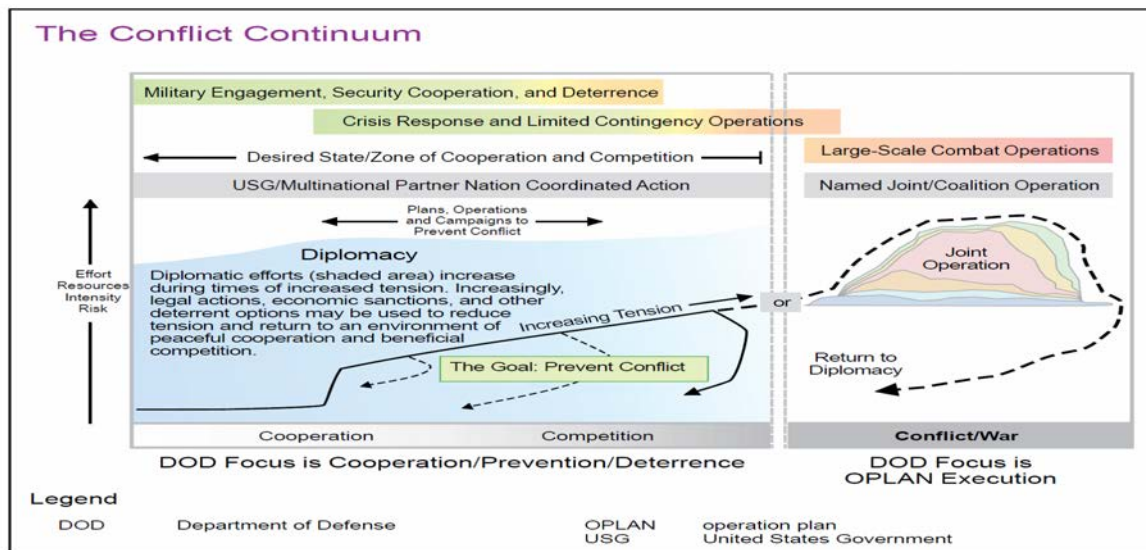 The Conflict Continuum
Military Engagement, Security Cooperation, and Deterrence
Crisis Response and Limited Contingency Operations
Desired State/Zone of Cooperation and Competition
Large-Scale Combat Operations
USG/Multinational Partner Nation Coordinated Action
Named Joint/Coalition Operation
Plans, Operations
and Campaigns to
Prevent Conflict
Effort
Resources
Intensity
Risk
Diplomacy
Diplomatic efforts (shaded area) increase
during times of increased tension. Increasingly,
legal actions, economic sanctions, and other
deterrent options may be used to reduce
tension and return to an environment of
peaceful cooperation and beneficial
competition.
Increasing Tension
or
Joint
Operation
The Goal: Prevent Conflict
Return to
Diplomacy
Cooperation
Competition
Conflict/War
DOD Focus is Cooperation/Prevention/Deterrence
DOD Focus is
OPLAN Execution
Legend
DOD Department of Defense
OPLAN operation plan
USG United States Government